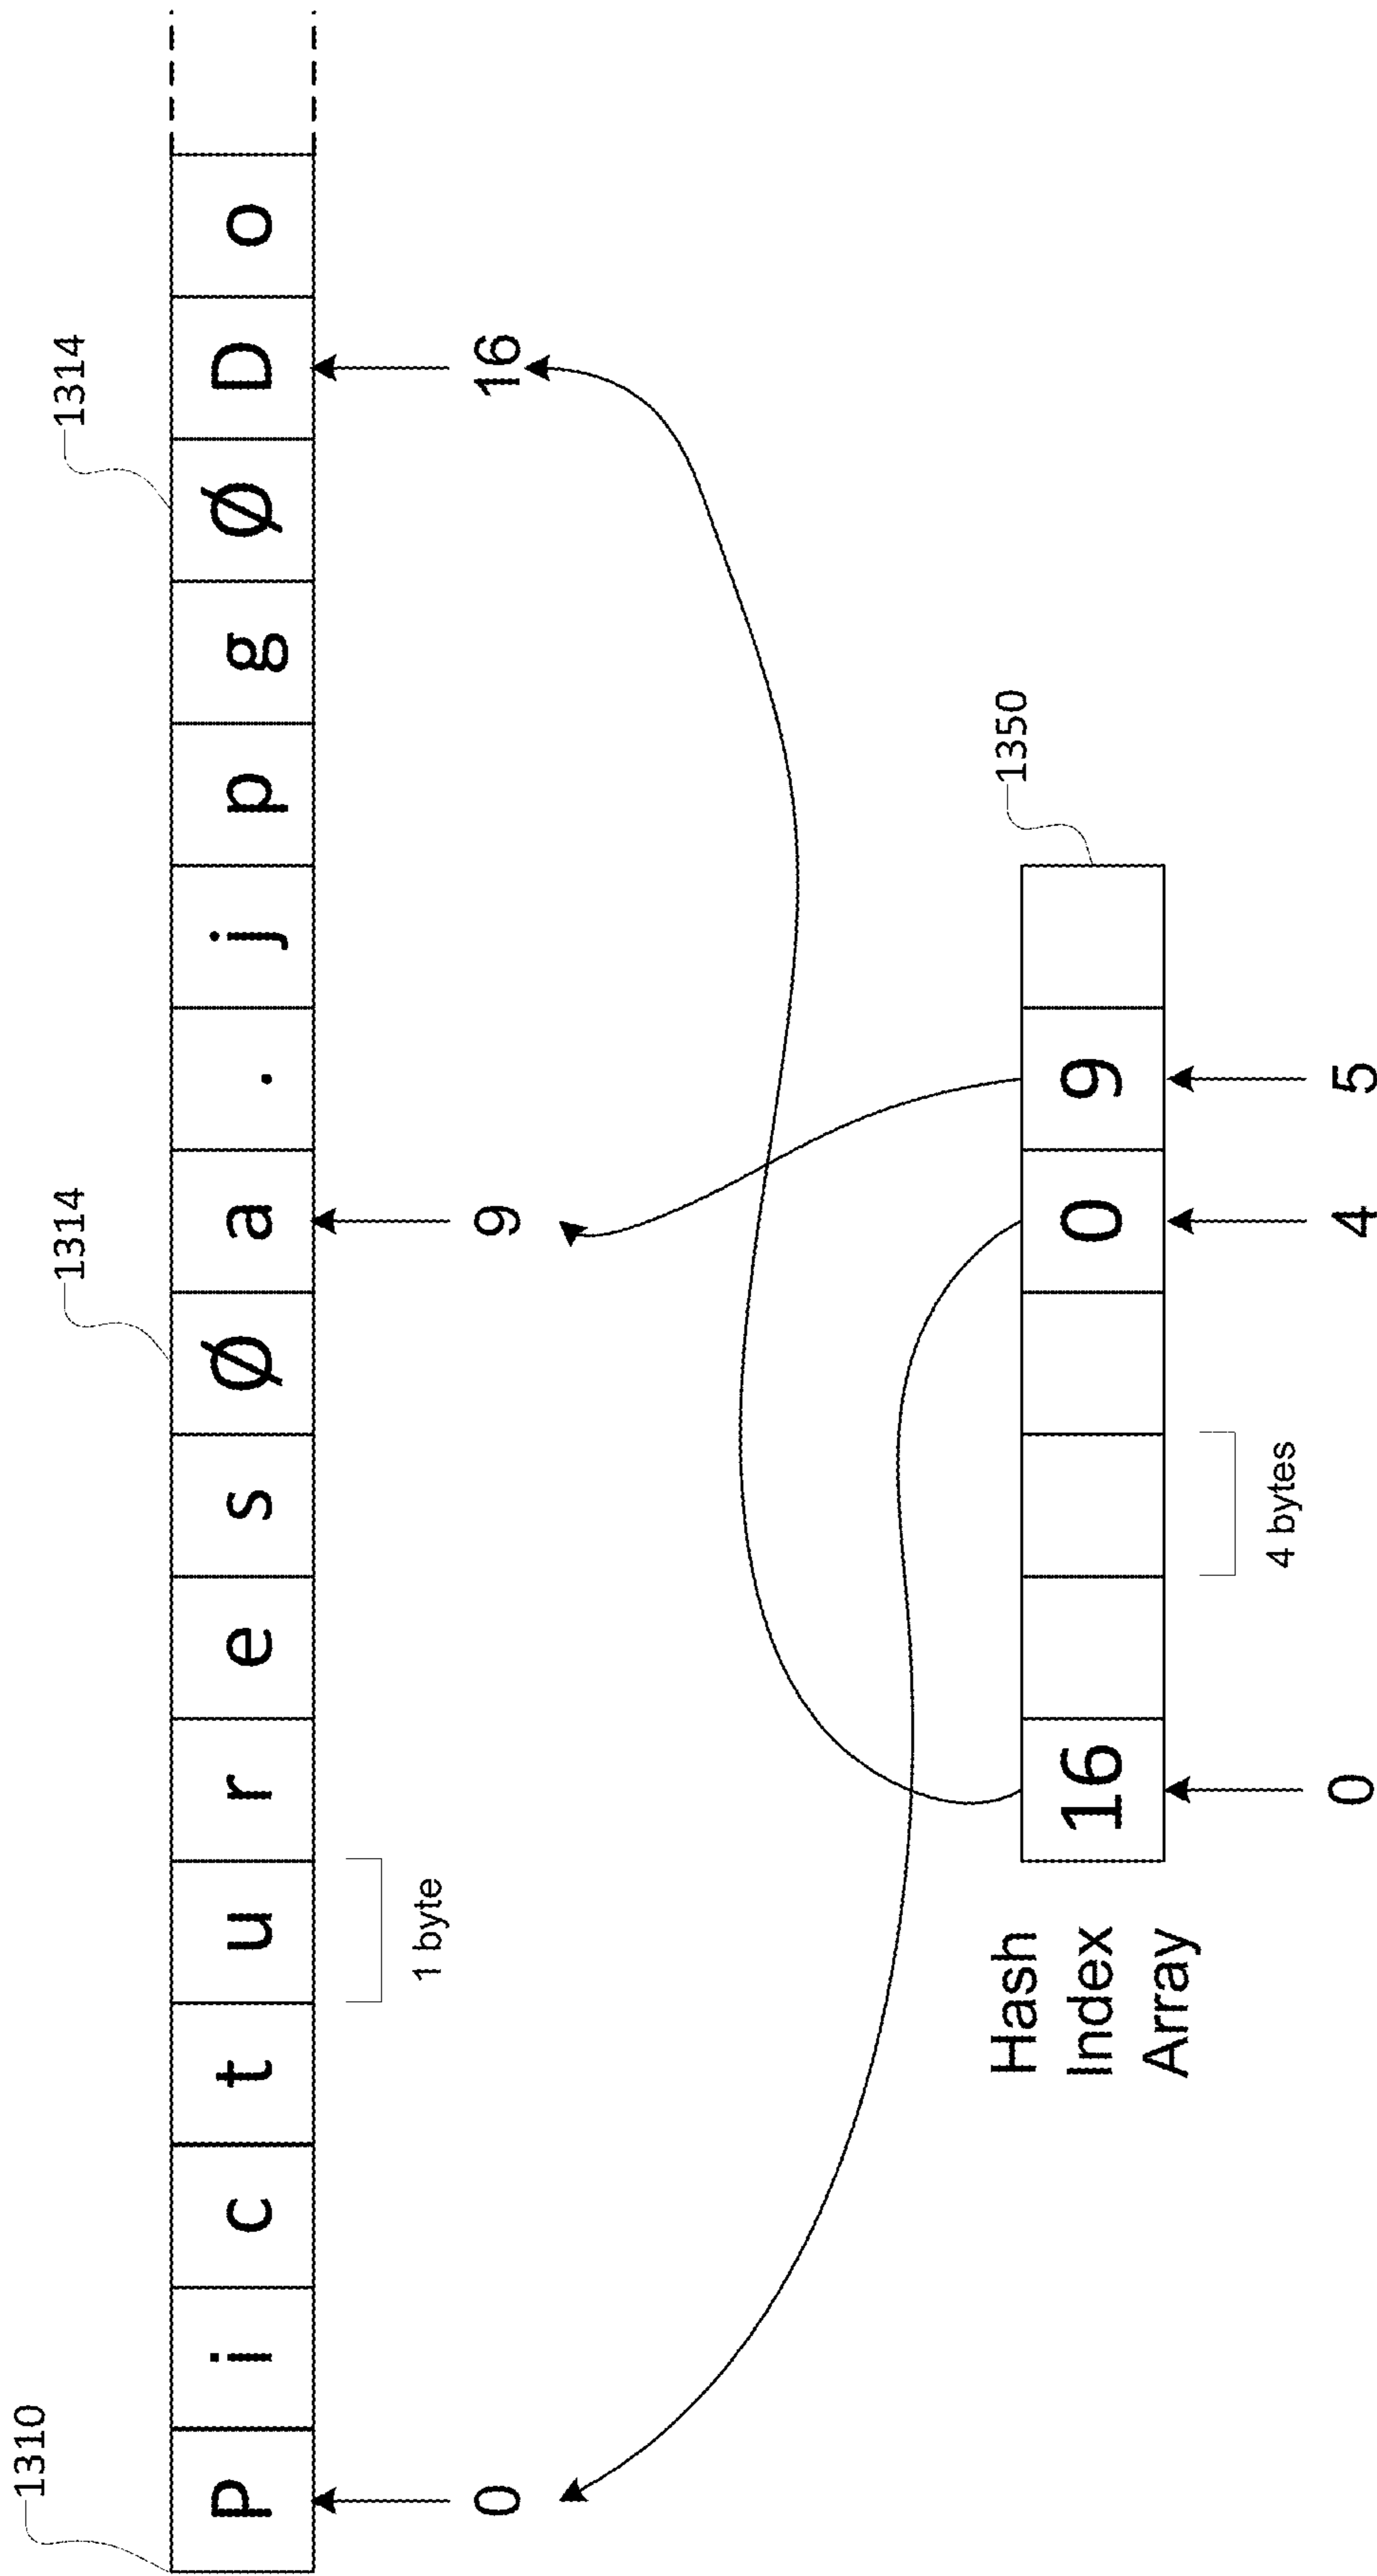 1310
1314
1314
P i c t u r e s Ø a . j p g Ø D o
1 byte
0
9
16
1350
Hash
Index
Array
16 0 9
4 bytes
0
4
5